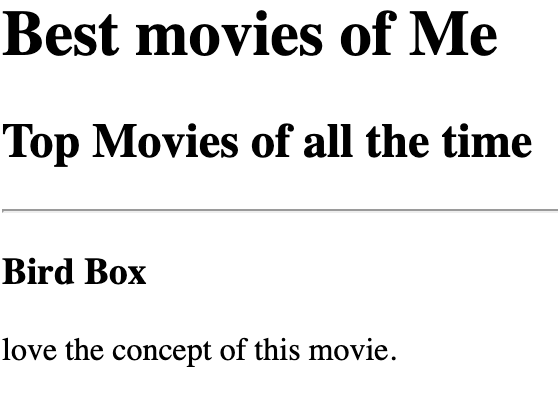 Best movies of Me
Top Movies of all the time
Bird Box
love the concept of this movie.